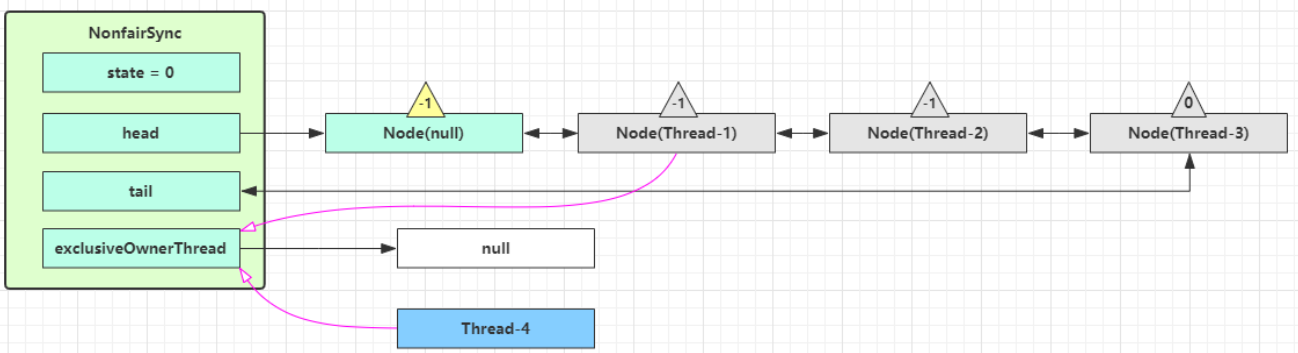 NonfairSync
state = 0
head
tail
exclusiveOwnerThread
-1
Node(null)
-1
Node(Thread-1)
-1
Node(Thread-2)
0
Node(Thread-3)
null
Thread-4